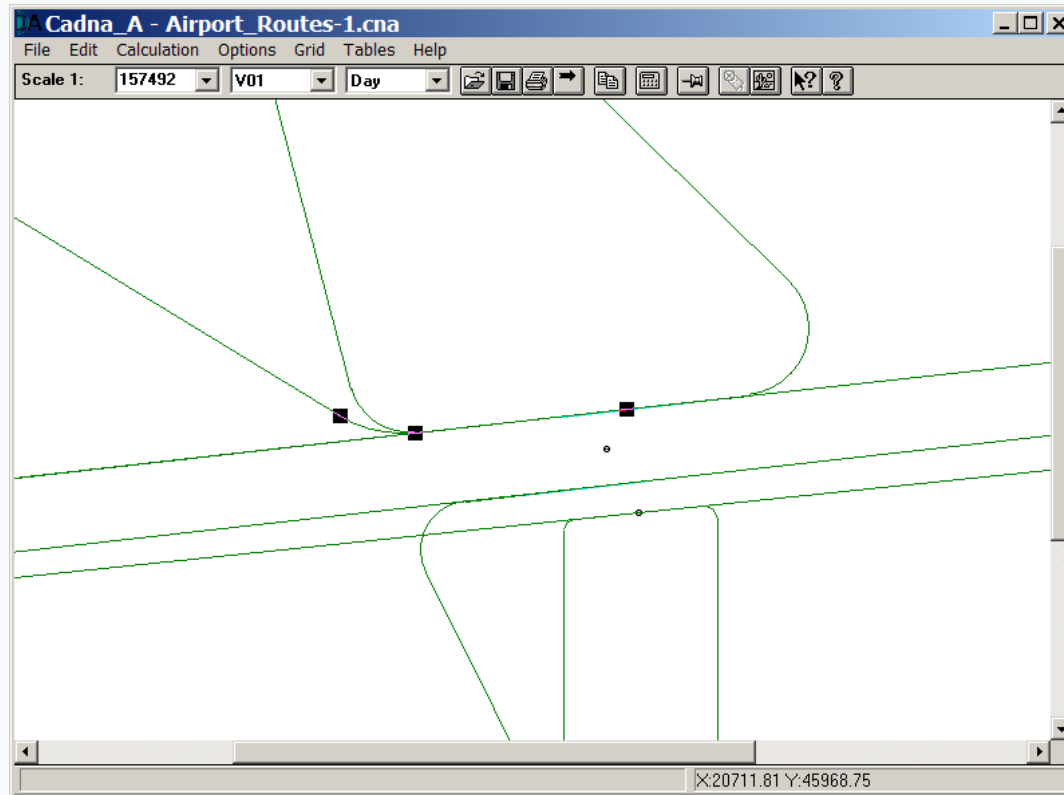 Cadna_A - Airport_Routes-1.cna
File Edit Calculation Options Grid Tables Help
Scale 1: 157492 V01 Day
X:20711.81 Y:45968.75